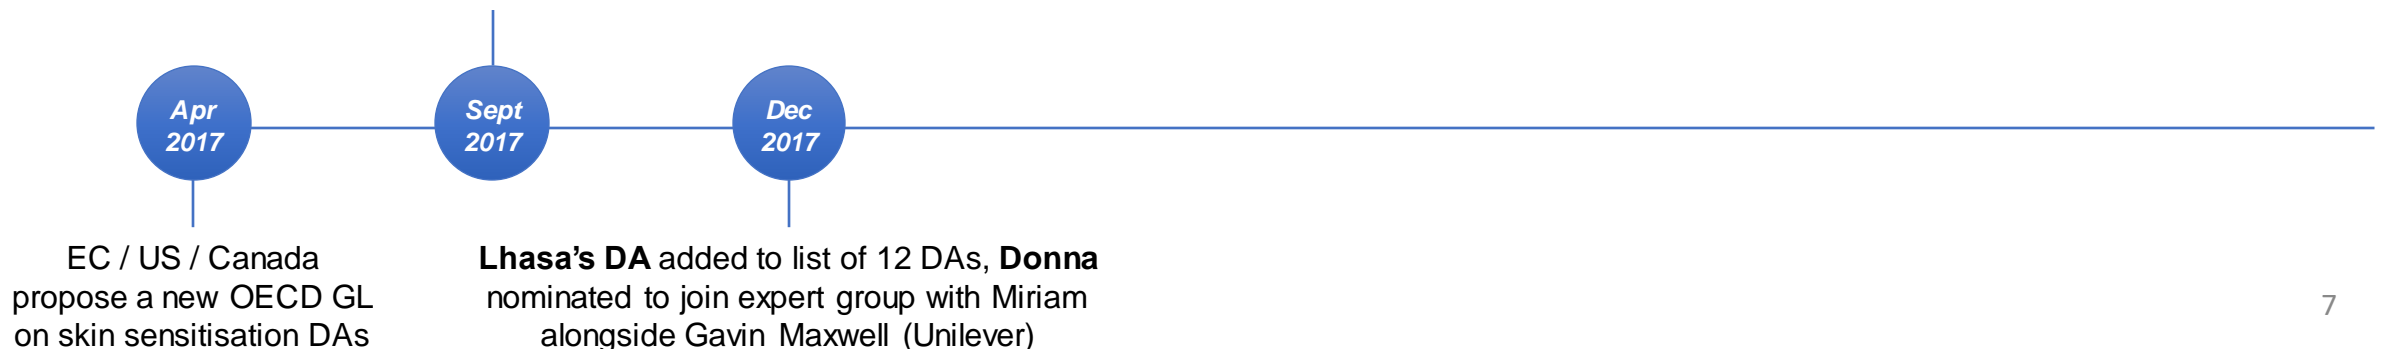 Apr
2017
Sept
2017
Dec
2017
EC / US / Canada
propose a new OECD GL
on skin sensitisation DAs
Lhasa’s DA added to list of 12 DAs, Donna
nominated to join expert group with Miriam
alongside Gavin Maxwell (Unilever)
7